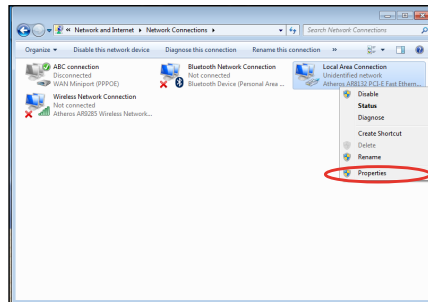 « Network and Internet ▸ Network Connections ▸
Search Network Connections
Organize ▾ Disable this network device Diagnose this connection Rename this connection »
ABC connection
Disconnected
WAN Miniport (PPPOE)
Bluetooth Network Connection
Not connected
Bluetooth Device (Personal Area ...
Local Area Connection
Unidentified network
Atheros AR8132 PCI-E Fast Ethern...
Wireless Network Connection
Not connected
Atheros AR9285 Wireless Network...
Disable
Status
Diagnose
Create Shortcut
Delete
Rename
Properties